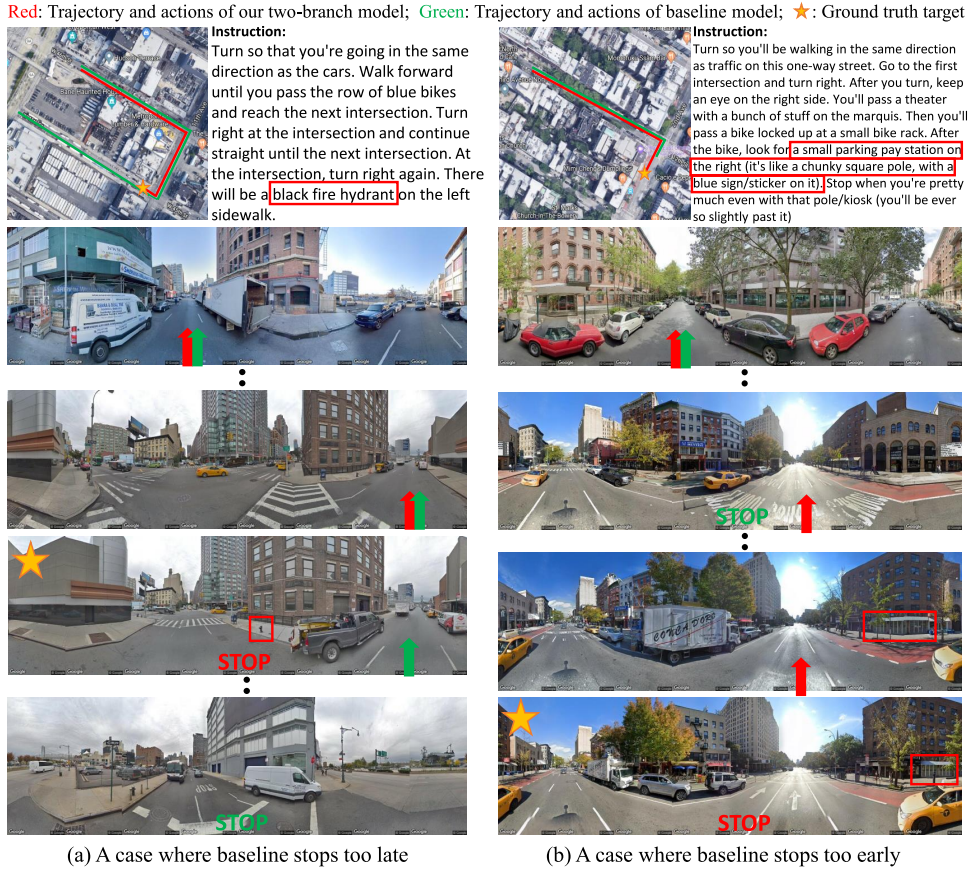 Red: Trajectory and actions of our two-branch model; Green: Trajectory and actions of baseline model; : Ground truth target
Instruction:
Turn so that you're going in the same
direction as the cars. Walk forward
until you pass the row of blue bikes
and reach the next intersection. Turn
right at the intersection and continue
straight until the next intersection. At
the intersection, turn right again. There
will be a black fire hydrant on the left
sidewalk.
Instruction:
Turn so you'll be walking in the same direction
as traffic on this one-way street. Go to the first
intersection and turn right. After you turn, keep
an eye on the right side. You'll pass a theater
with a bunch of stuff on the marquis. Then you'll
pass a bike locked up at a small bike rack. After
the bike, look for a small parking pay station on
the right (it's like a chunky square pole, with a
blue sign/sticker on it). Stop when you're pretty
much even with that pole/kiosk (you'll be ever
so slightly past it)
STOP
STOP
STOP
STOP
(a) A case where baseline stops too late
(b) A case where baseline stops too early